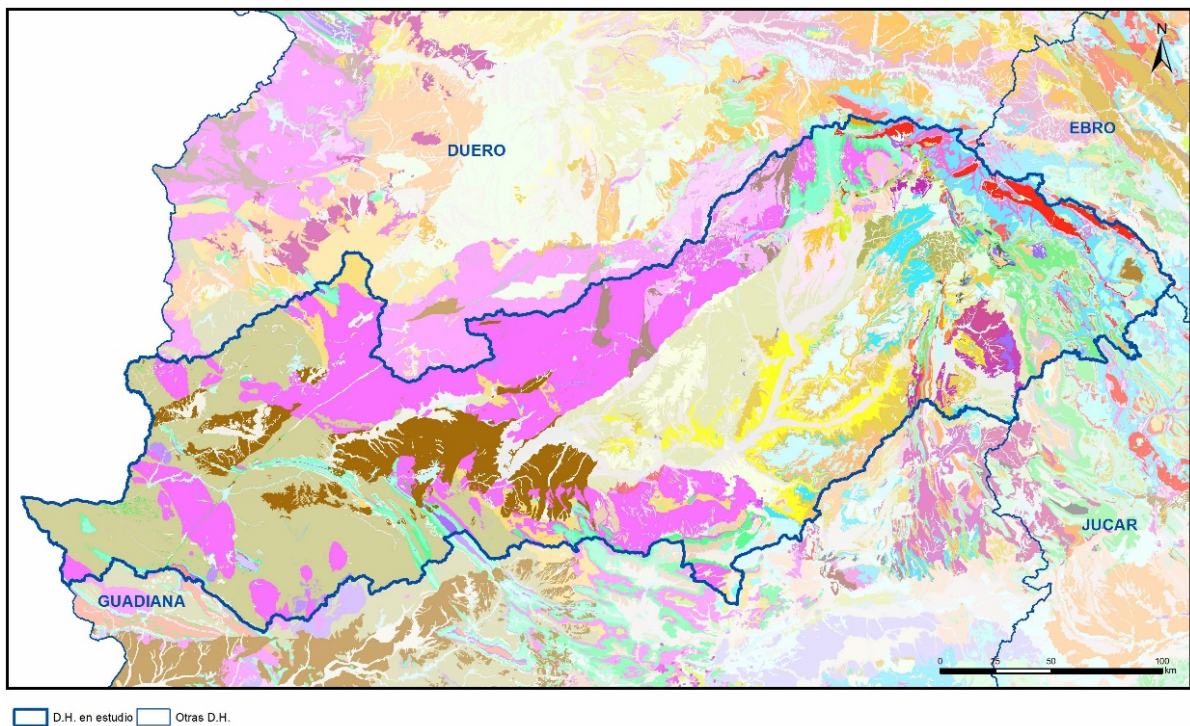 N
EBRO
DUERO
JUCAR
GUADIANA
0 25 50 100
km
D.H. en estudio Otras D.H.